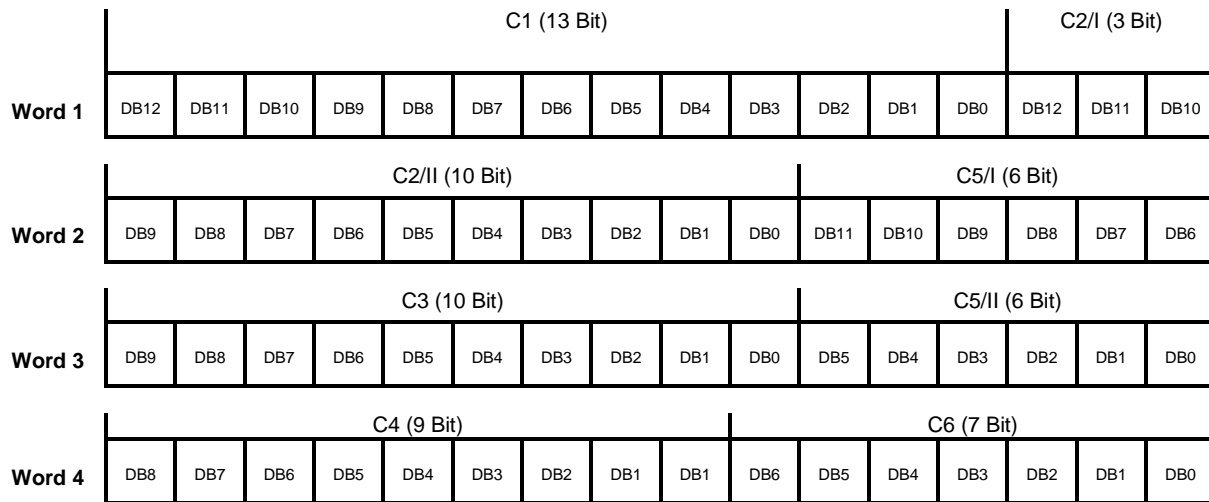 C1 (13 Bit) C2/I (3 Bit)
Word 1 DB12 DB11 DB10 DB9 DB8 DB7 DB6 DB5 DB4 DB3 DB2 DB1 DB0 DB12 DB11 DB10
C2/II (10 Bit) C5/I (6 Bit)
Word 2 DB9 DB8 DB7 DB6 DB5 DB4 DB3 DB2 DB1 DB0 DB11 DB10 DB9 DB8 DB7 DB6
C3 (10 Bit) C5/II (6 Bit)
Word 3 DB9 DB8 DB7 DB6 DB5 DB4 DB3 DB2 DB1 DB0 DB5 DB4 DB3 DB2 DB1 DB0
C4 (9 Bit) C6 (7 Bit)
Word 4 DB8 DB7 DB6 DB5 DB4 DB3 DB2 DB1 DB1 DB6 DB5 DB4 DB3 DB2 DB1 DB0